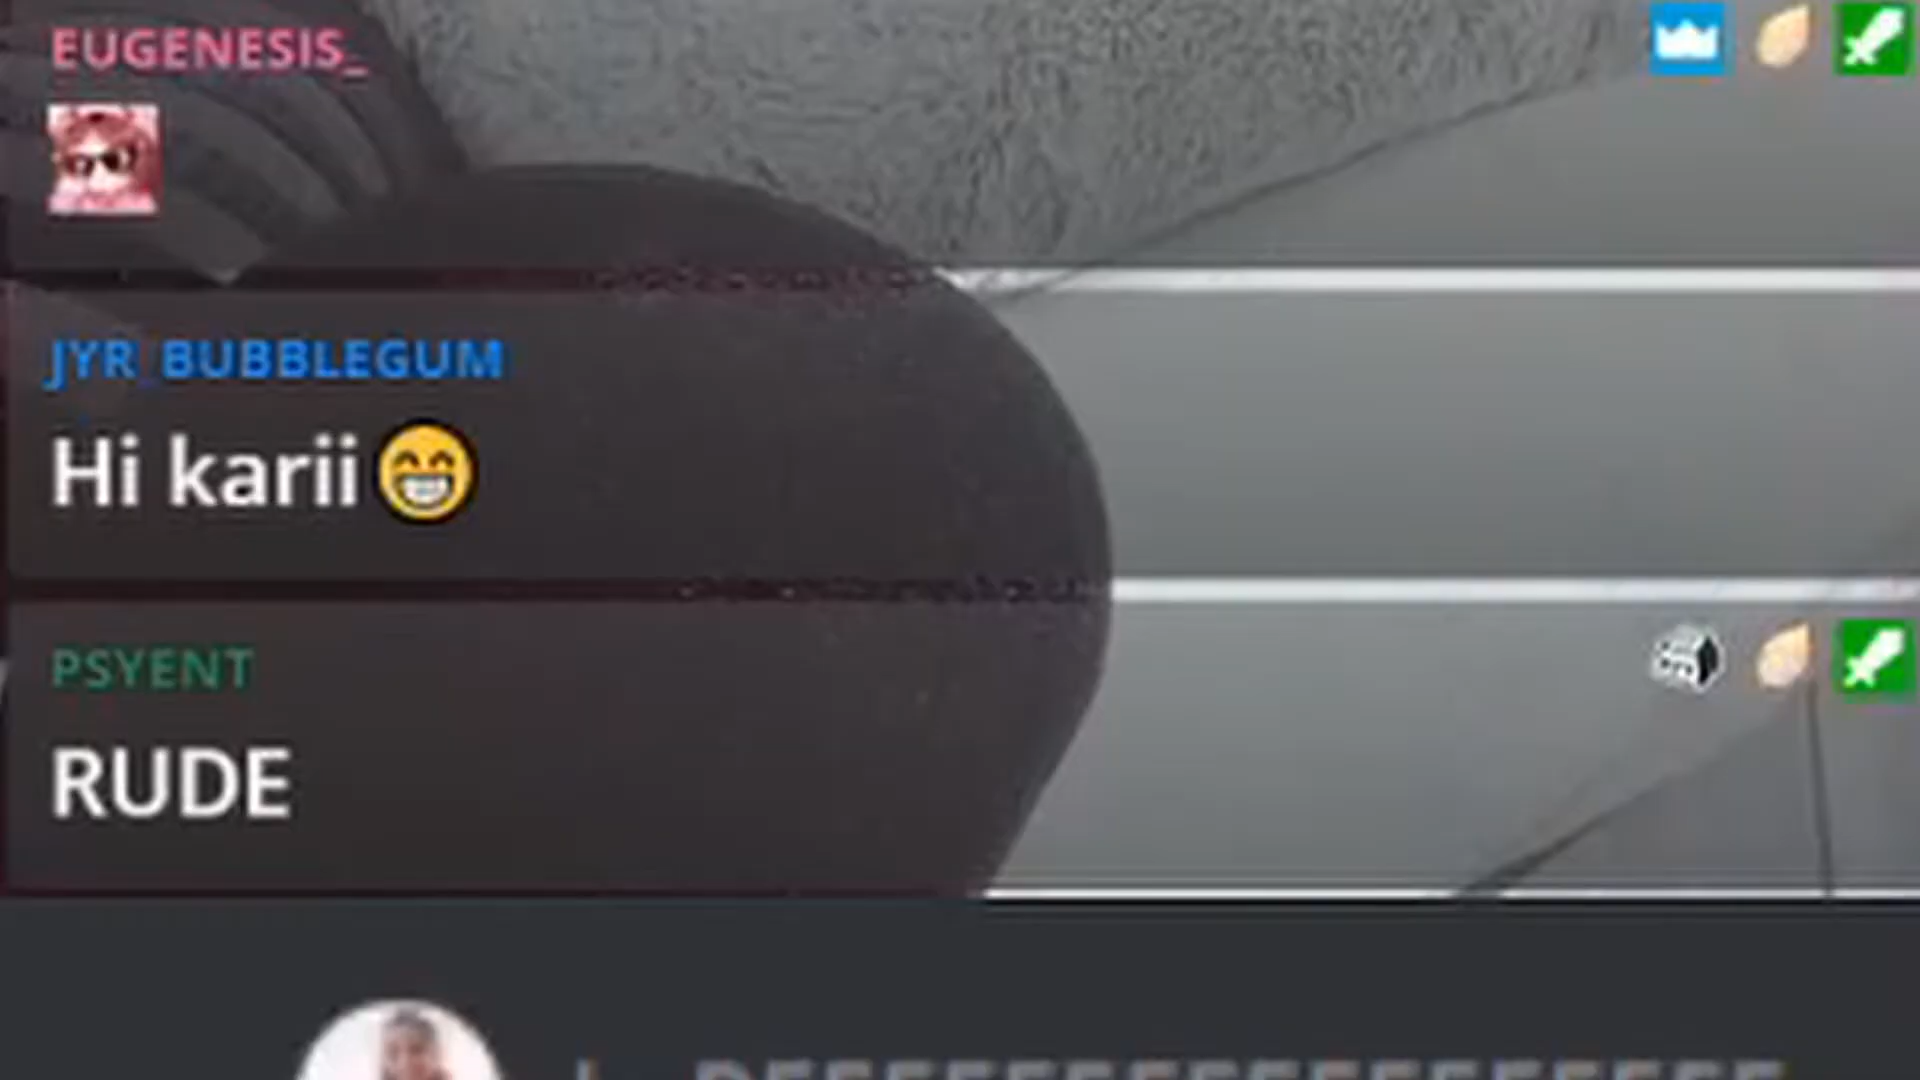 EUGENESIS_
JYR_BUBBLEGUM
Hi karii😁
PSYENT
RUDE